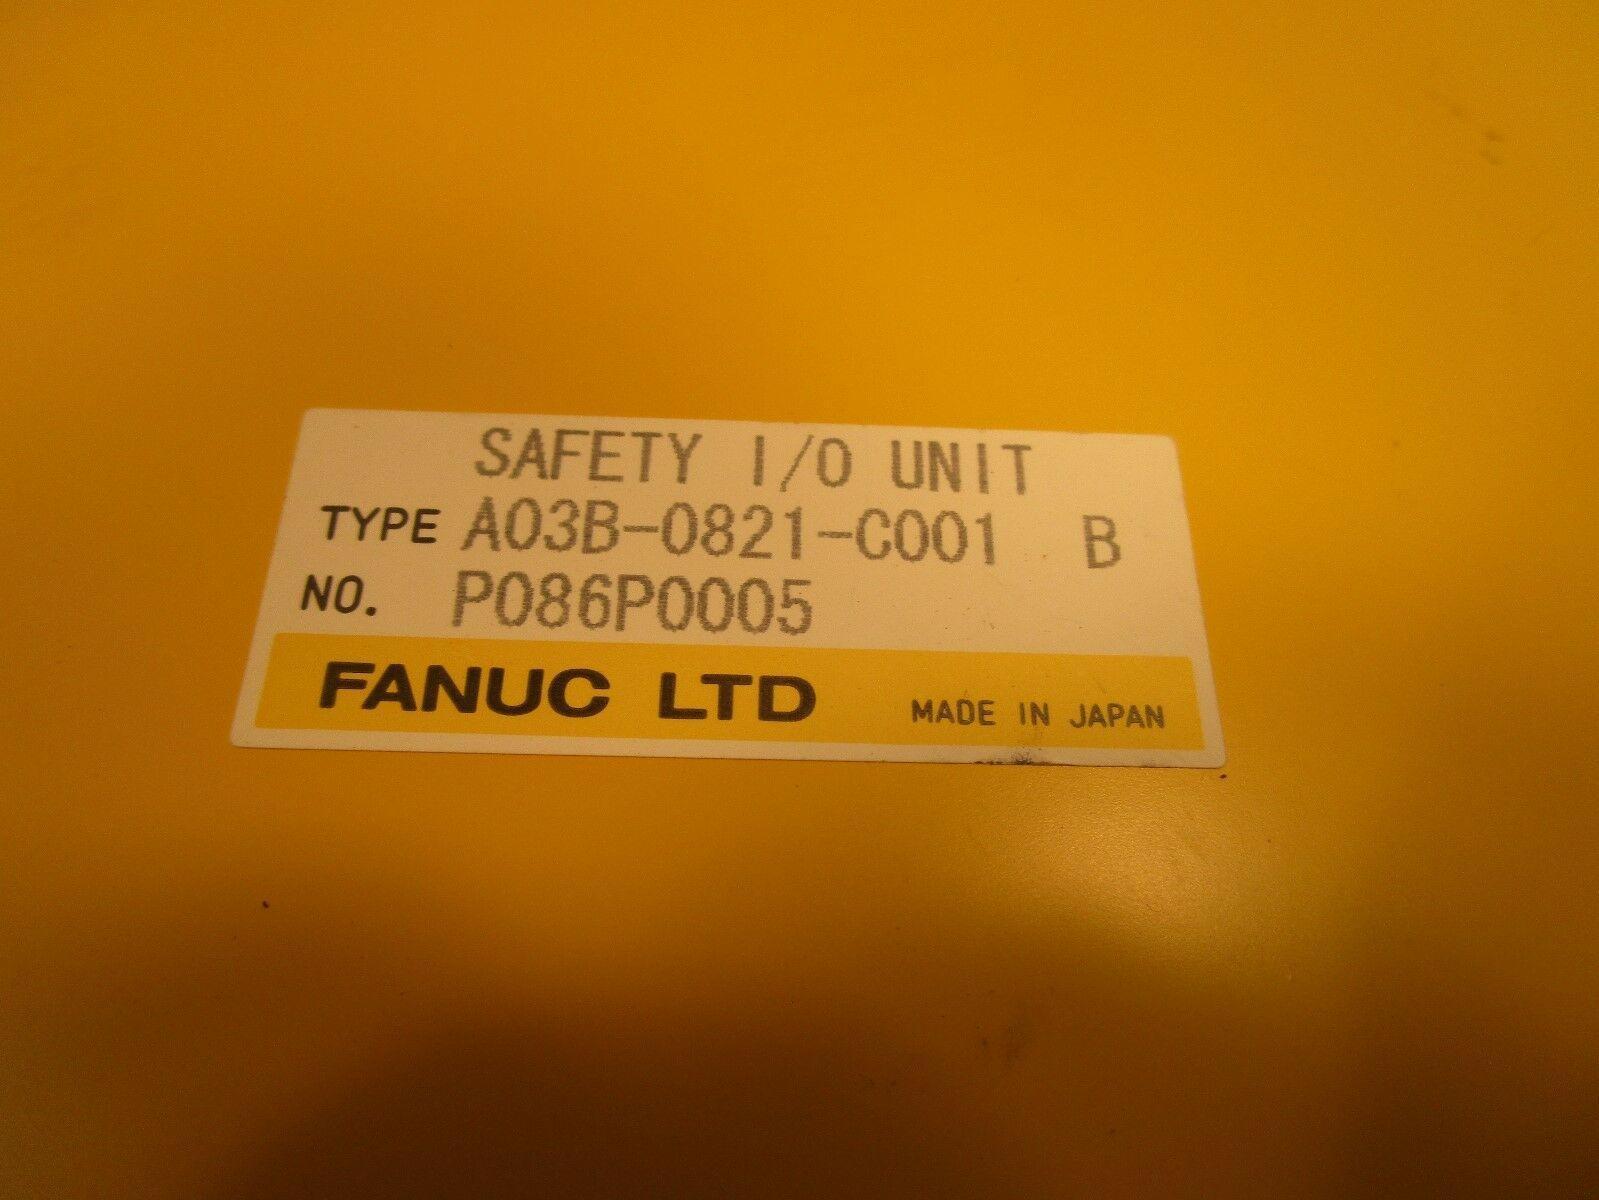 SAFETY I/O UNIT
TYPE A03B-0821-C001 B
NO. P086P0005
FANUC LTD MADE IN JAPAN